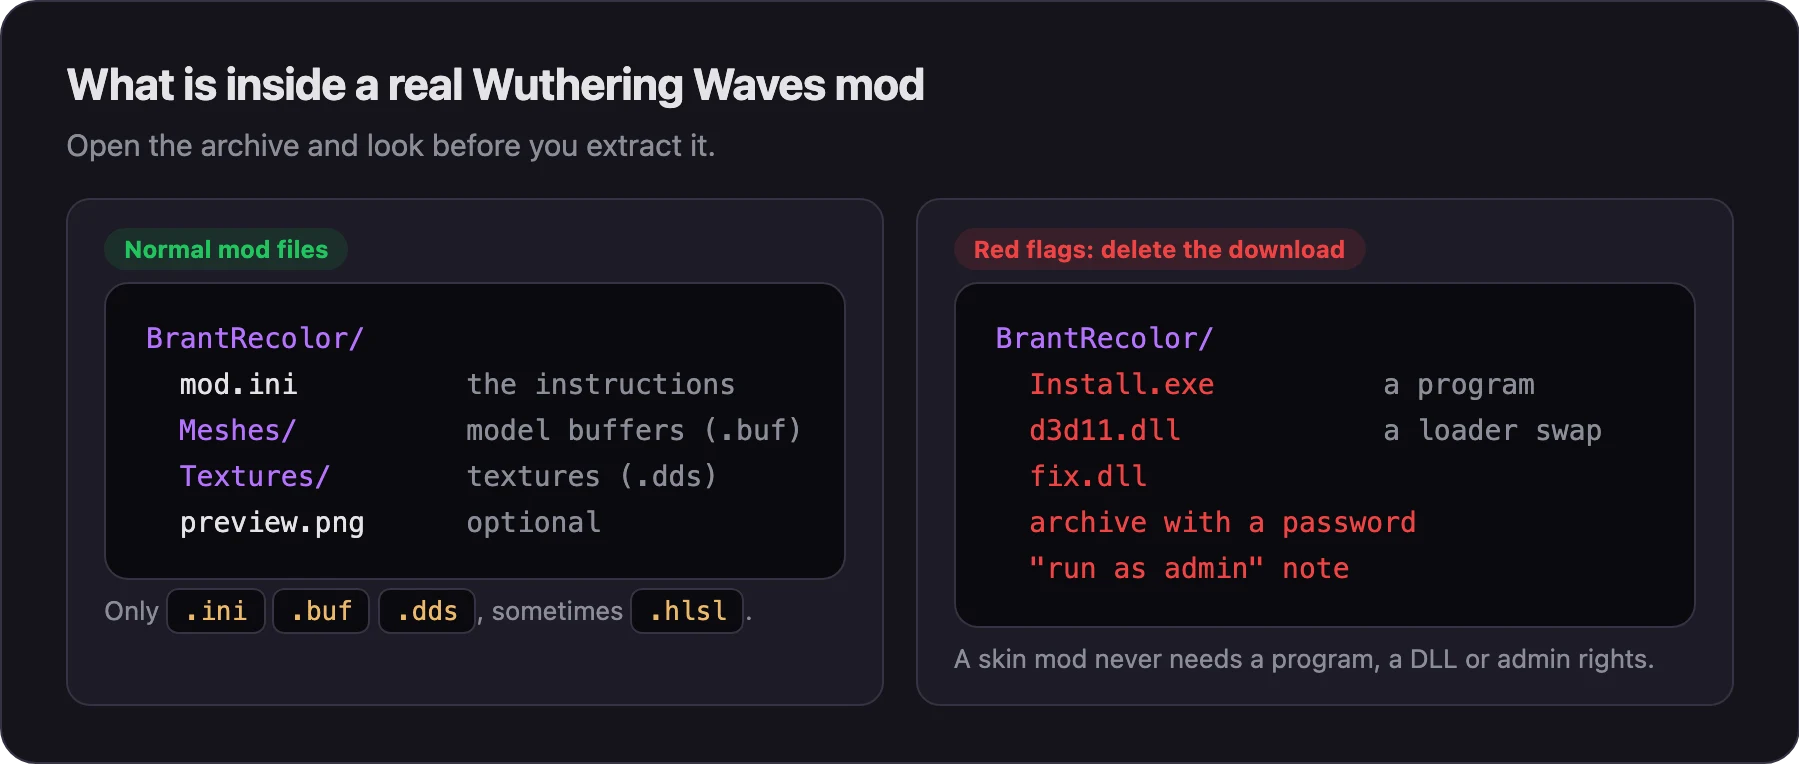 What is inside a real Wuthering Waves mod
Open the archive and look before you extract it.
Normal mod files
BrantRecolor/
mod.ini the instructions
Meshes/ model buffers (.buf)
Textures/ textures (.dds)
preview.png optional
Only .ini .buf .dds, sometimes .hlsl.
Red flags: delete the download
BrantRecolor/
Install.exe a program
d3d11.dll a loader swap
fix.dll
archive with a password
"run as admin" note
A skin mod never needs a program, a DLL or admin rights.